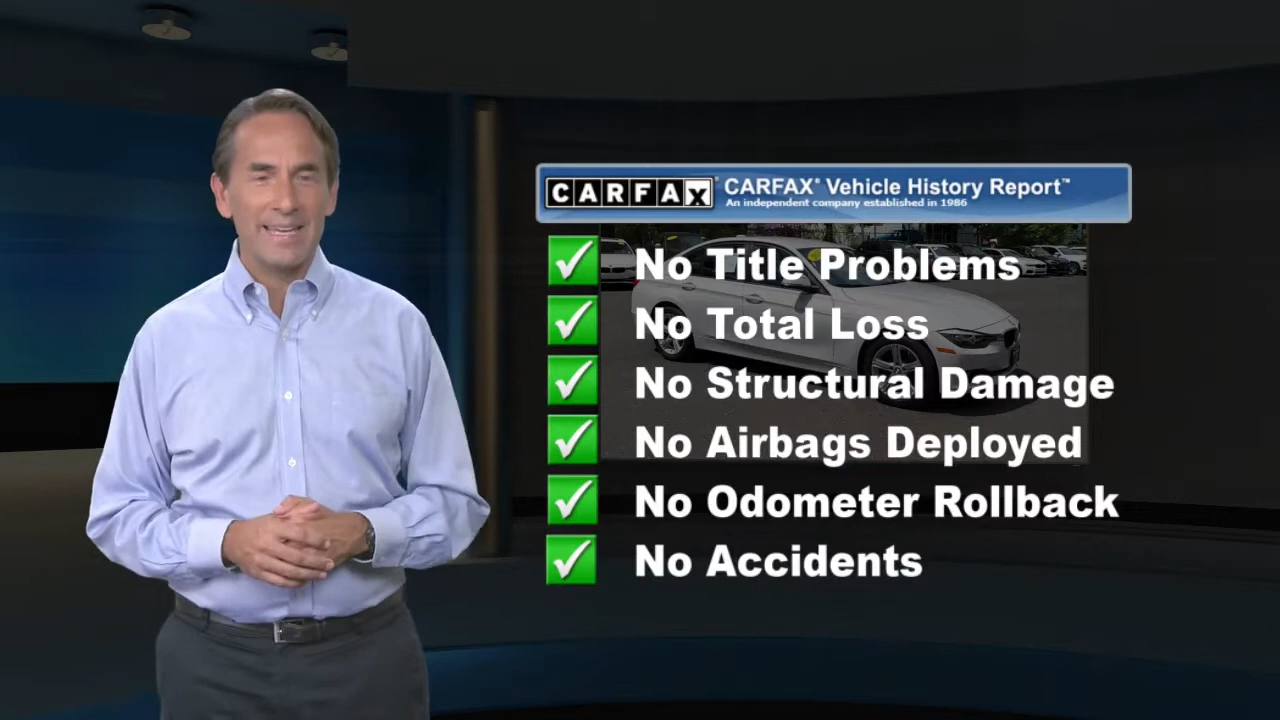 CARFAX
CARFAX® Vehicle History Report™
An independent company established in 1986
No Title Problems
No Total Loss
No Structural Damage
No Airbags Deployed
No Odometer Rollback
No Accidents